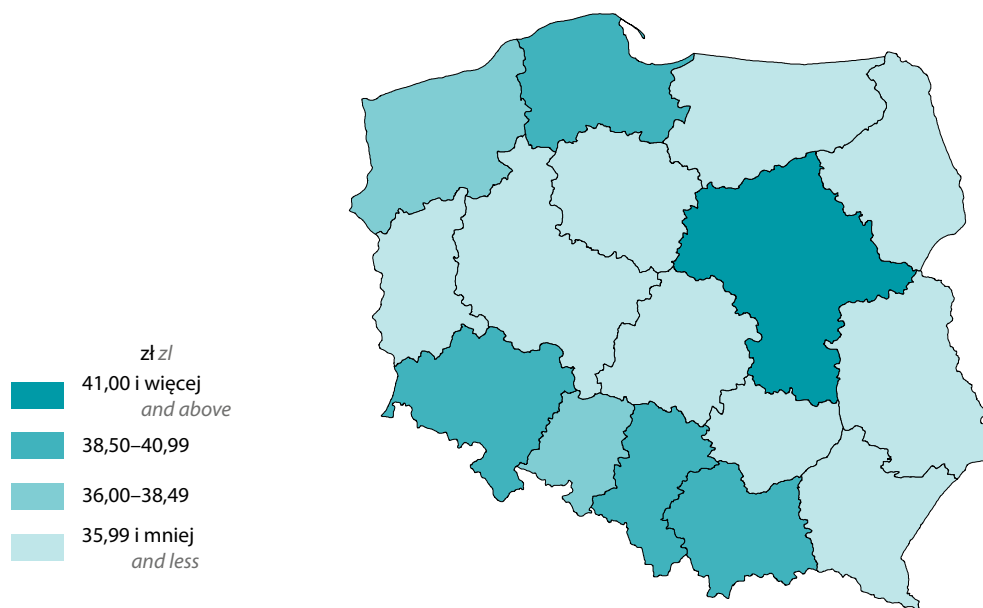 zł zl
41,00 i więcej
and above
38,50–40,99
36,00–38,49
35,99 i mniej
and less